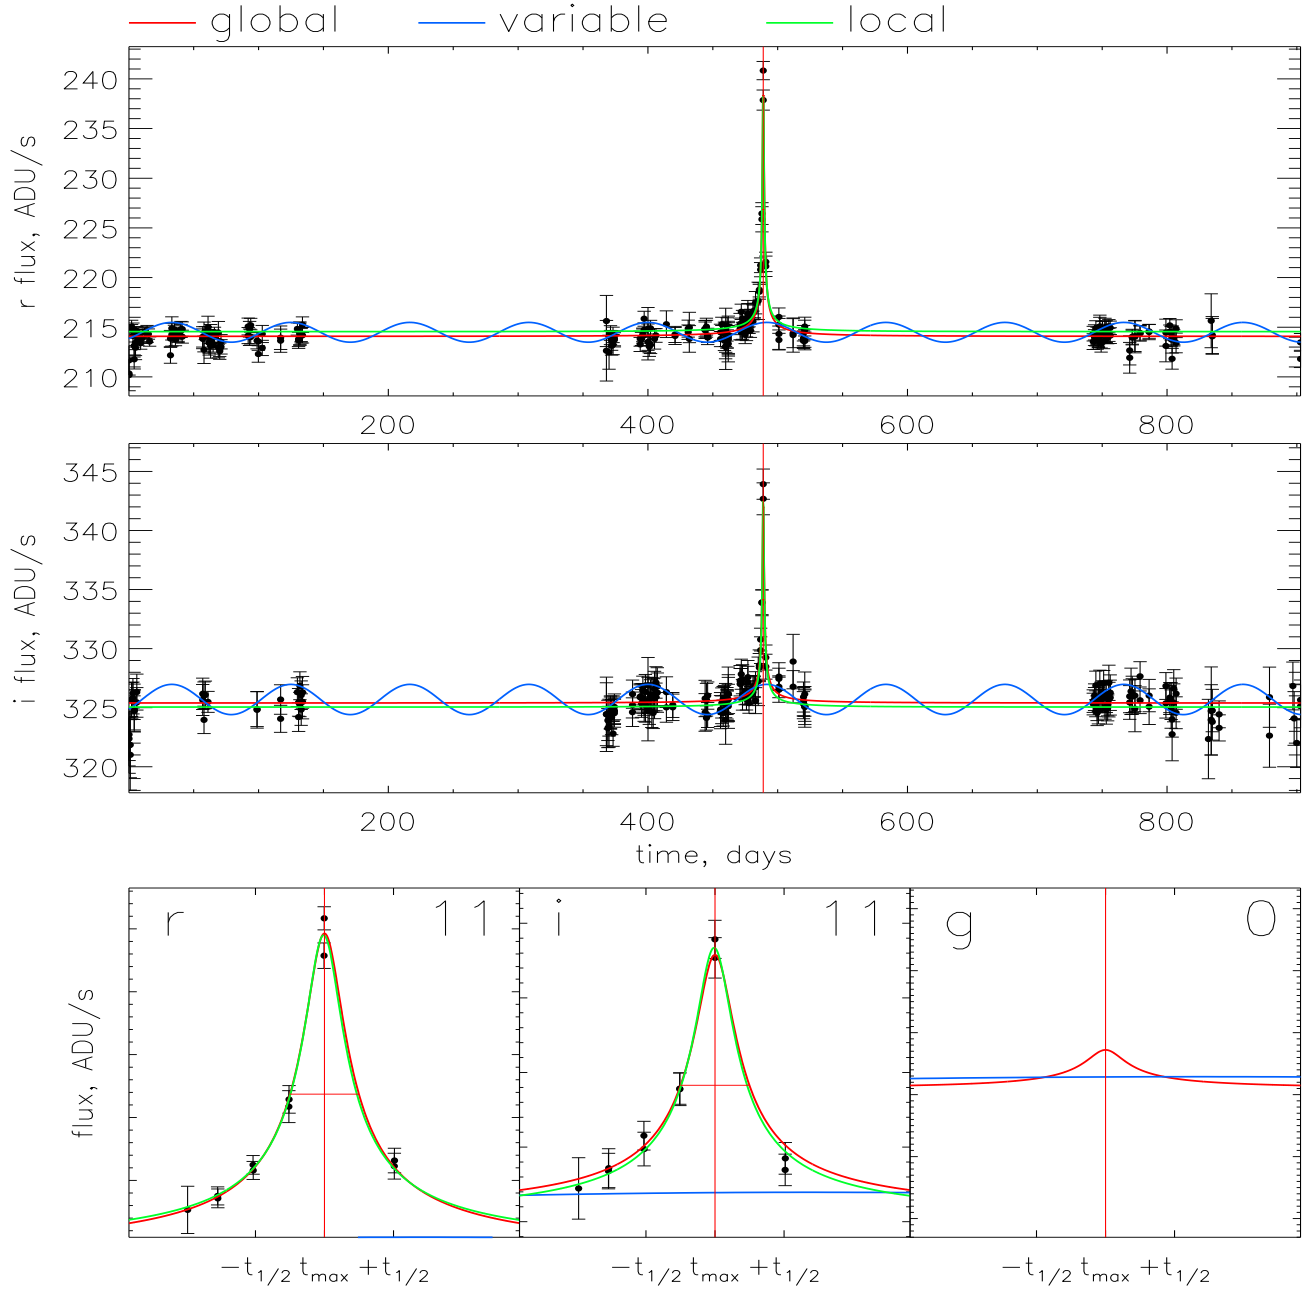 global variable local
240
235
230
225
220
215
210
r flux, ADU/s
200 400 600 800
345
340
335
330
325
320
i flux, ADU/s
200 400 600 800
time, days
r 11 i 11 g 0
flux, ADU/s
−t1/2 tmax +t1/2 −t1/2 tmax +t1/2 −t1/2 tmax +t1/2